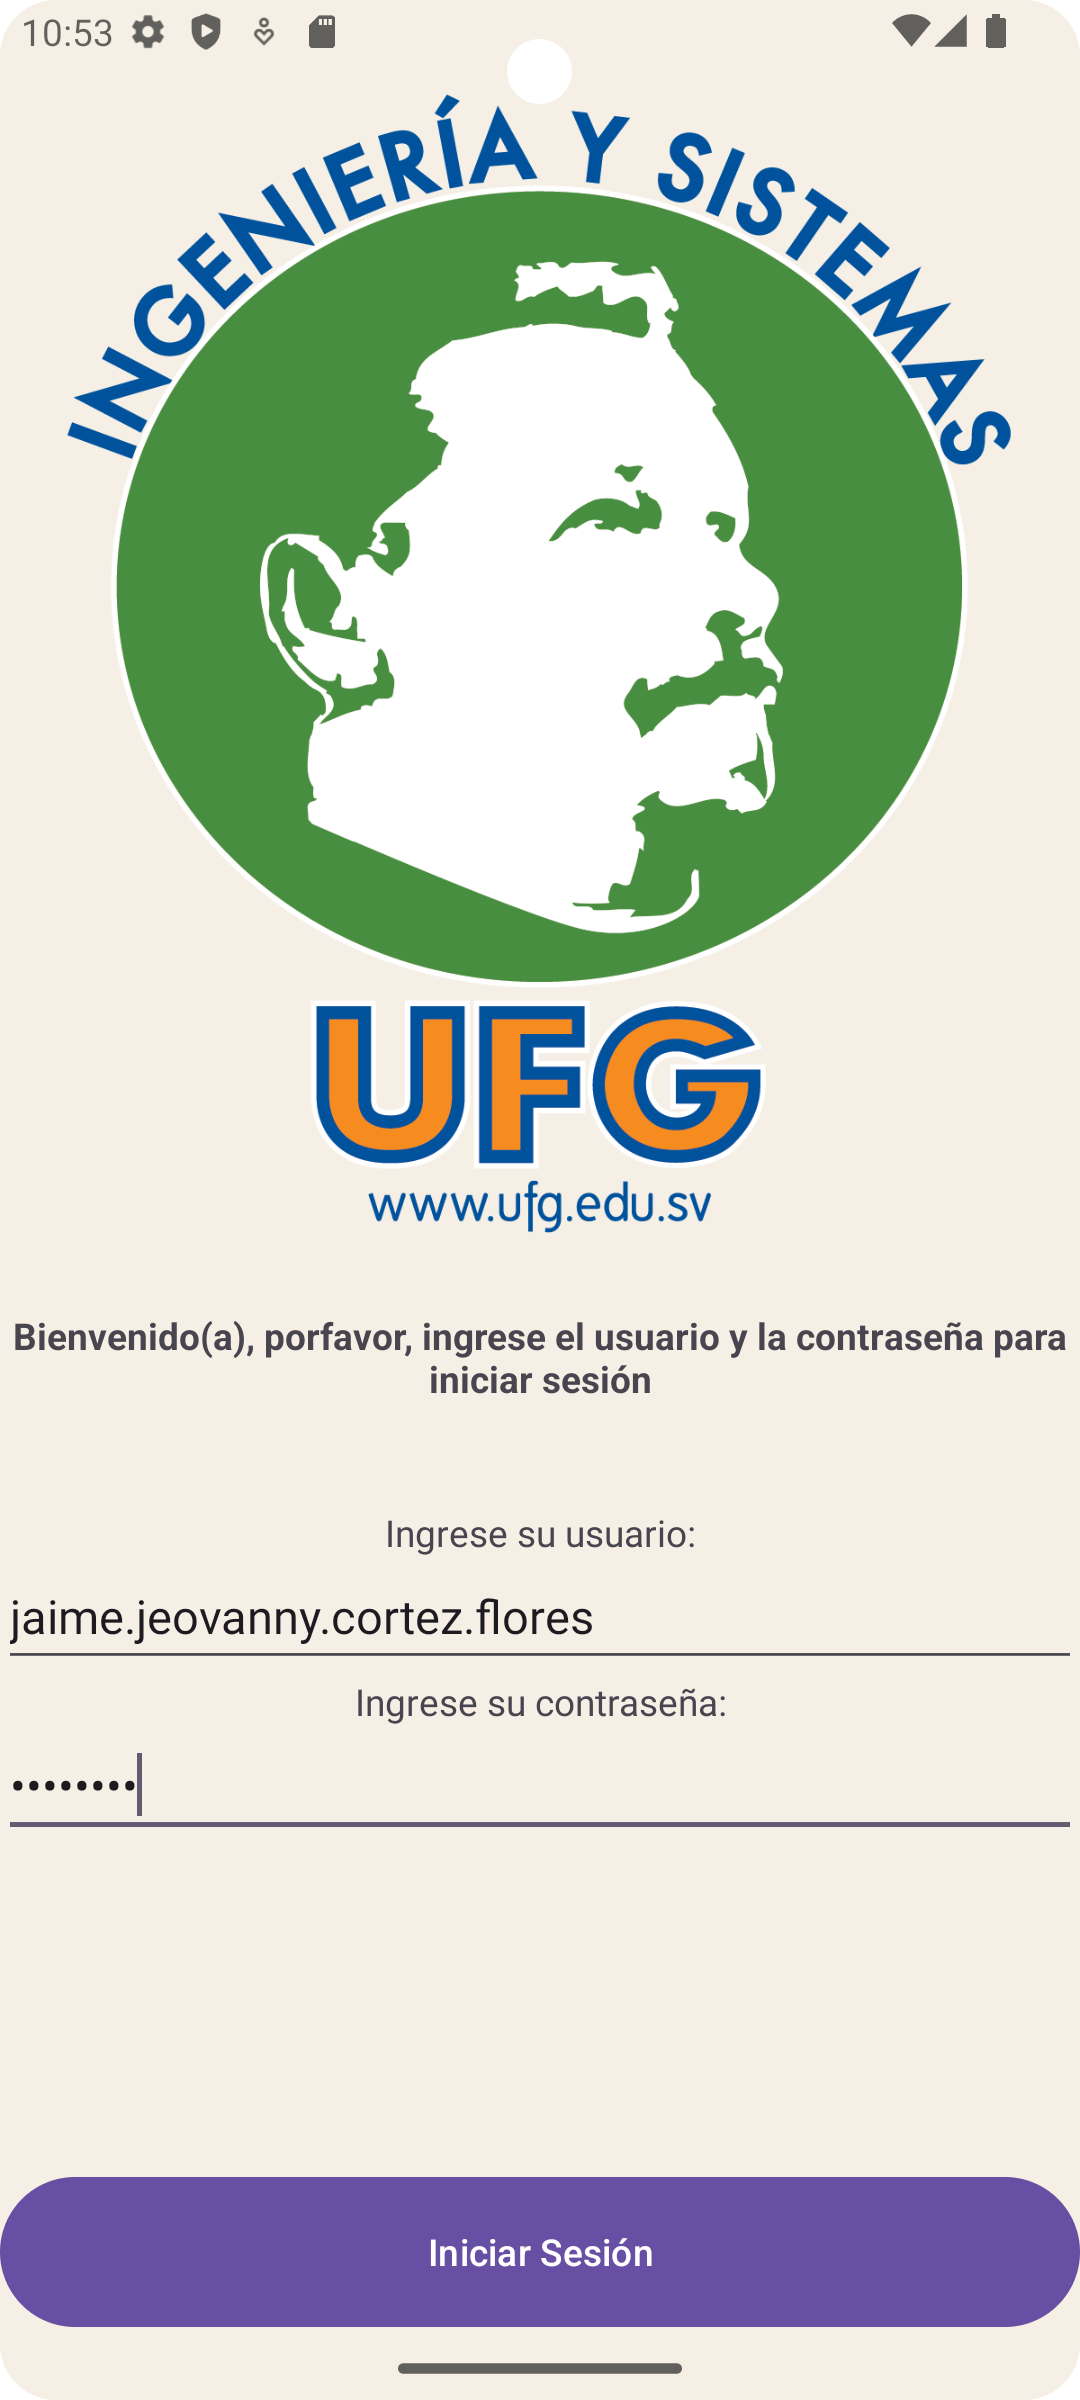 10:53
INGENIERÍA Y SISTEMAS
UFG
www.ufg.edu.sv
Bienvenido(a), porfavor, ingrese el usuario y la contraseña para
iniciar sesión
Ingrese su usuario:
jaime.jeovanny.cortez.flores
Ingrese su contraseña:
••••••••
Iniciar Sesión